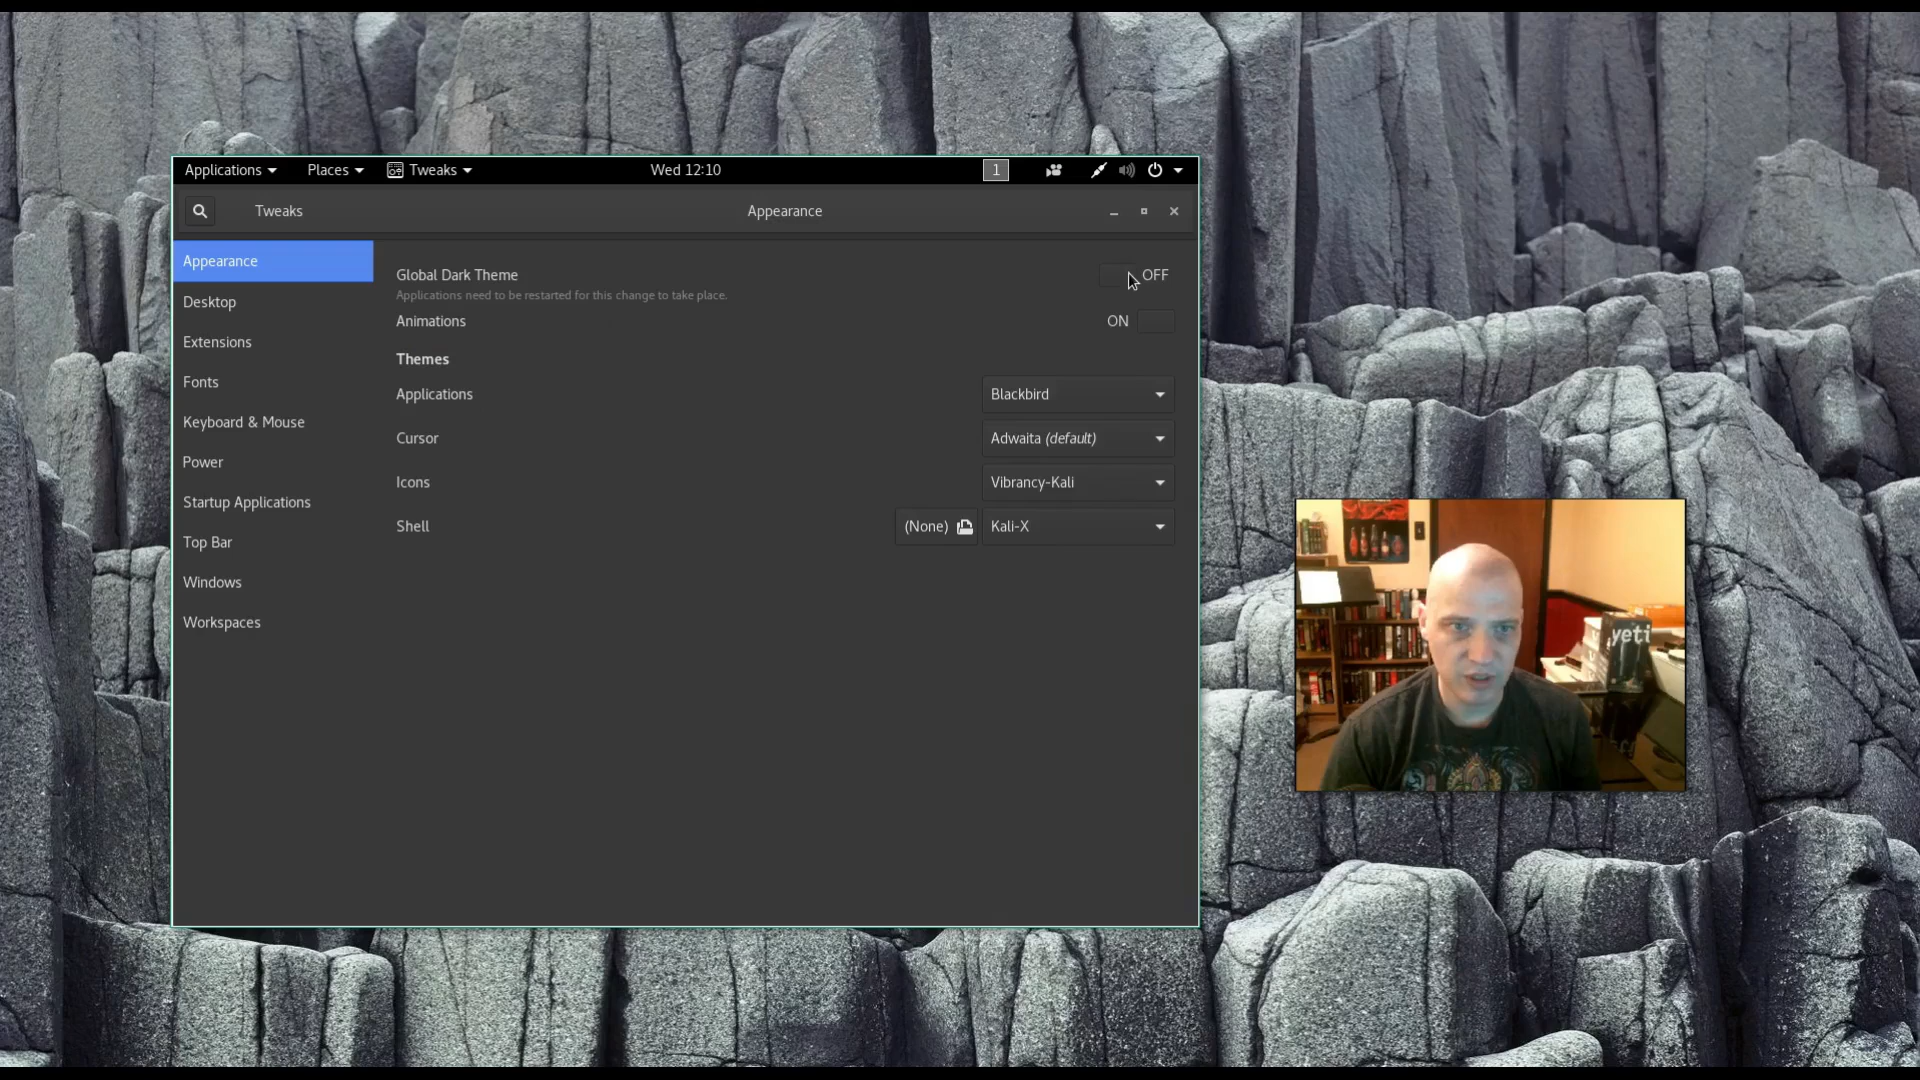 Applications Places Tweaks Wed 12:10 1
Tweaks Appearance
Appearance
Desktop
Extensions
Fonts
Keyboard & Mouse
Power
Startup Applications
Top Bar
Windows
Workspaces
Global Dark Theme OFF
Applications need to be restarted for this change to take place.
Animations ON
Themes
Applications Blackbird
Cursor Adwaita (default)
Icons Vibrancy-Kali
Shell (None) Kali-X
yeti